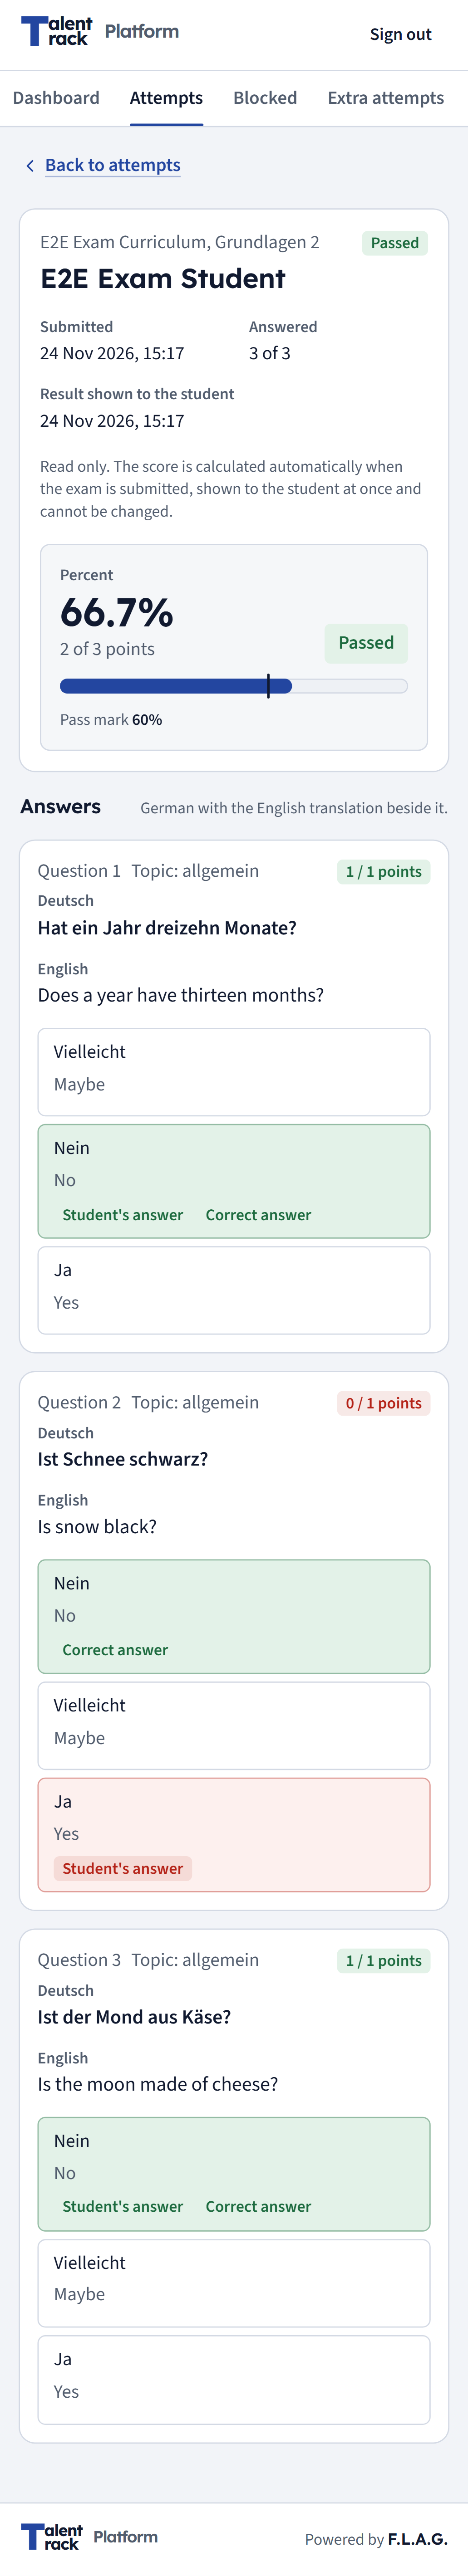 Talent rack Platform
Sign out
Dashboard Attempts Blocked Extra attempts
Back to attempts
E2E Exam Curriculum, Grundlagen 2 Passed
E2E Exam Student
Submitted Answered
24 Nov 2026, 15:17 3 of 3
Result shown to the student
24 Nov 2026, 15:17
Read only. The score is calculated automatically when
the exam is submitted, shown to the student at once and
cannot be changed.
Percent
66.7%
2 of 3 points Passed
Pass mark 60%
Answers German with the English translation beside it.
Question 1 Topic: allgemein 1 / 1 points
Deutsch
Hat ein Jahr dreizehn Monate?
English
Does a year have thirteen months?
Vielleicht
Maybe
Nein
No
Student's answer Correct answer
Ja
Yes
Question 2 Topic: allgemein 0 / 1 points
Deutsch
Ist Schnee schwarz?
English
Is snow black?
Nein
No
Correct answer
Vielleicht
Maybe
Ja
Yes
Student's answer
Question 3 Topic: allgemein 1 / 1 points
Deutsch
Ist der Mond aus Käse?
English
Is the moon made of cheese?
Nein
No
Student's answer Correct answer
Vielleicht
Maybe
Ja
Yes
Talent rack Platform Powered by F.L.A.G.